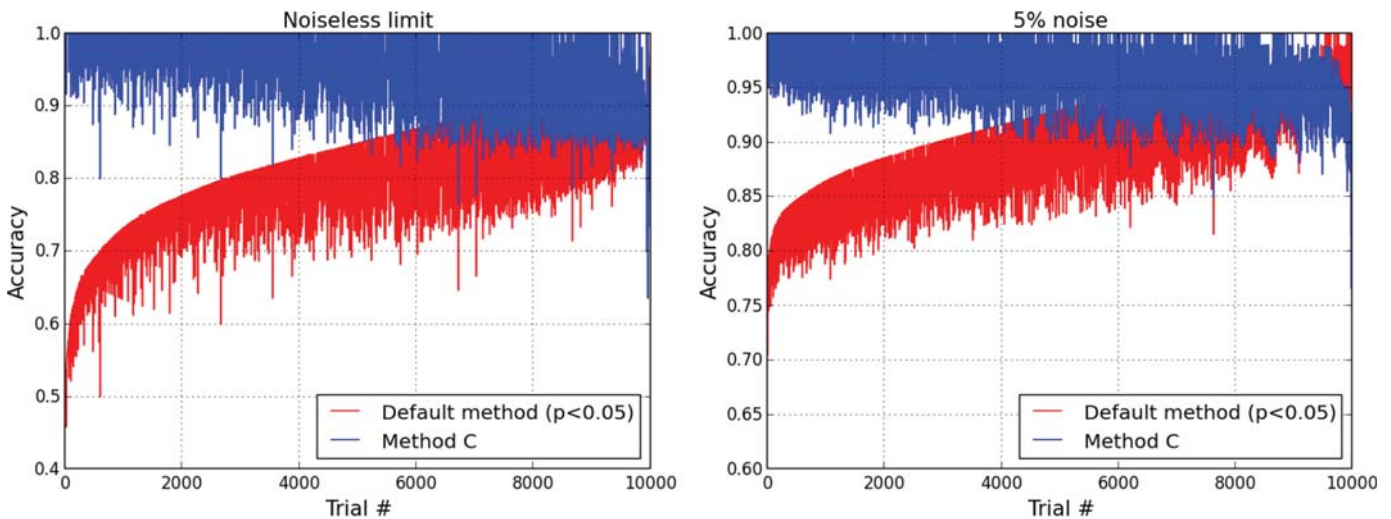 Noiseless limit
1.0
0.9
0.8
0.7
0.6
0.5
0.4
Accuracy
0 2000 4000 6000 8000 10000
Trial #
Default method (p<0.05)
Method C
5% noise
1.00
0.95
0.90
0.85
0.80
0.75
0.70
0.65
0.60
Accuracy
0 2000 4000 6000 8000 10000
Trial #
Default method (p<0.05)
Method C